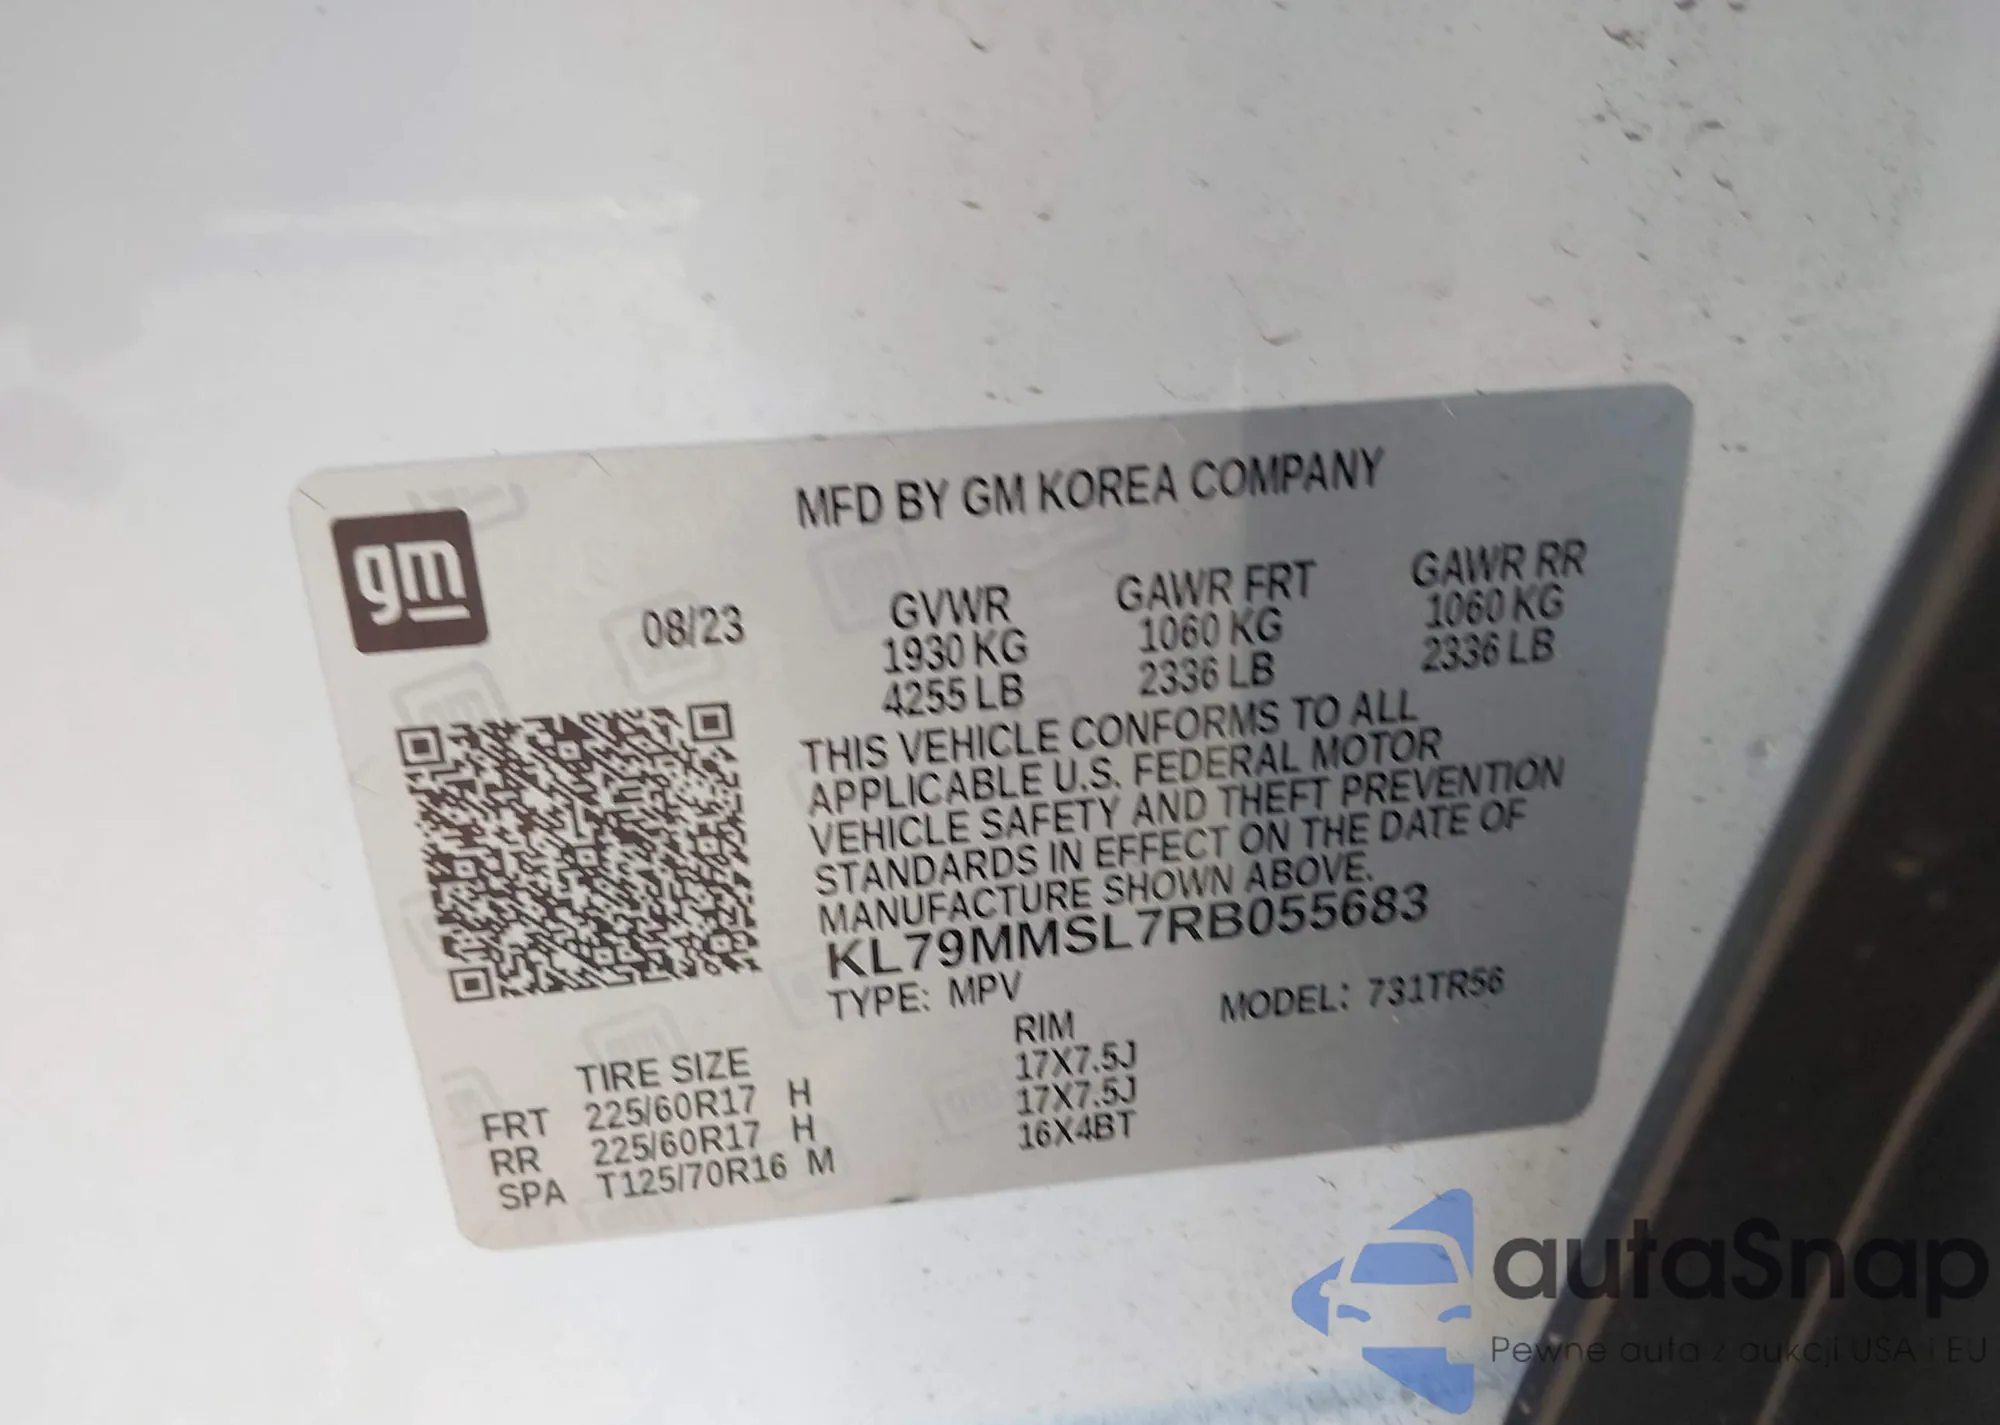 MFD BY GM KOREA COMPANY
gm
08/23
GVWR GAWR FRT GAWR RR
1930 KG 1060 KG 1060 KG
4255 LB 2336 LB 2336 LB
THIS VEHICLE CONFORMS TO ALL
APPLICABLE U.S. FEDERAL MOTOR
VEHICLE SAFETY AND THEFT PREVENTION
STANDARDS IN EFFECT ON THE DATE OF
MANUFACTURE SHOWN ABOVE.
KL79MMSL7RB055683
TYPE: MPV MODEL: 731TR56
TIRE SIZE RIM
FRT 225/60R17 H 17X7.5J
RR 225/60R17 H 17X7.5J
SPA T125/70R16 M 16X4BT
autaSnap
Pewne auta z aukcji USA i EU